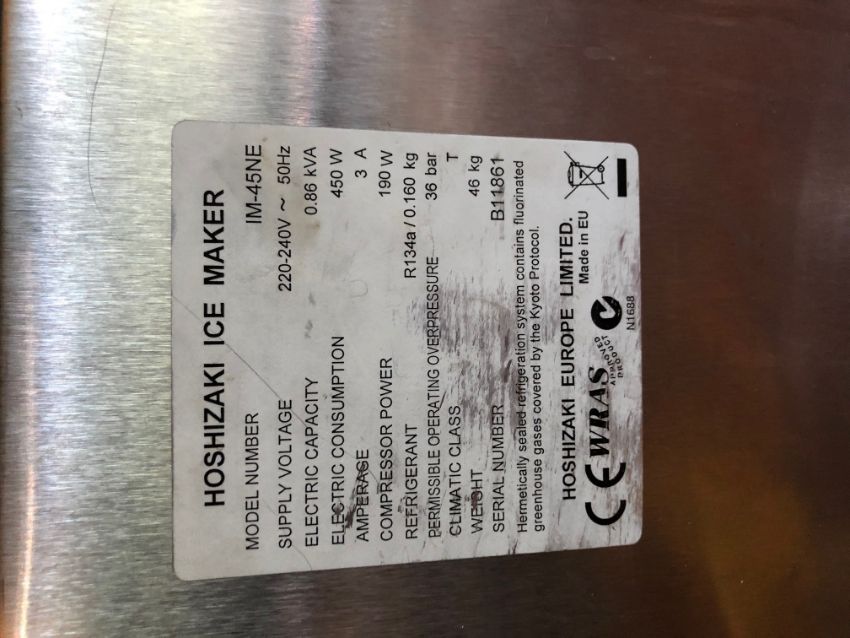 HOSHIZAKI ICE MAKER
MODEL NUMBER IM-45NE
SUPPLY VOLTAGE 220-240V ~ 50Hz
ELECTRIC CAPACITY 0.86 kVA
ELECTRIC CONSUMPTION 450 W
AMPERAGE 3 A
COMPRESSOR POWER 190 W
REFRIGERANT R134a / 0.160 kg
PERMISSIBLE OPERATING OVERPRESSURE 36 bar
CLIMATIC CLASS T
WEIGHT 46 kg
SERIAL NUMBER B11861
Hermetically sealed refrigeration system contains fluorinated
greenhouse gases covered by the Kyoto Protocol.
HOSHIZAKI EUROPE LIMITED.
Made in EU
CE WRAS APPROVED PRODUCT
N1688